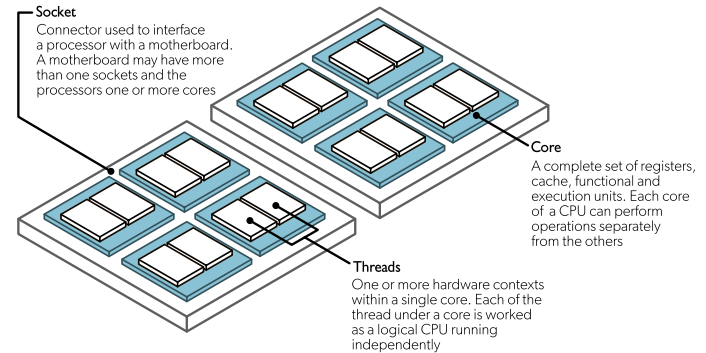 Socket
Connector used to interface
a processor with a motherboard.
A motherboard may have more
than one sockets and the
processors one or more cores
Core
A complete set of registers,
cache, functional and
execution units. Each core
of a CPU can perform
operations separately
from the others
Threads
One or more hardware contexts
within a single core. Each of the
thread under a core is worked
as a logical CPU running
independently